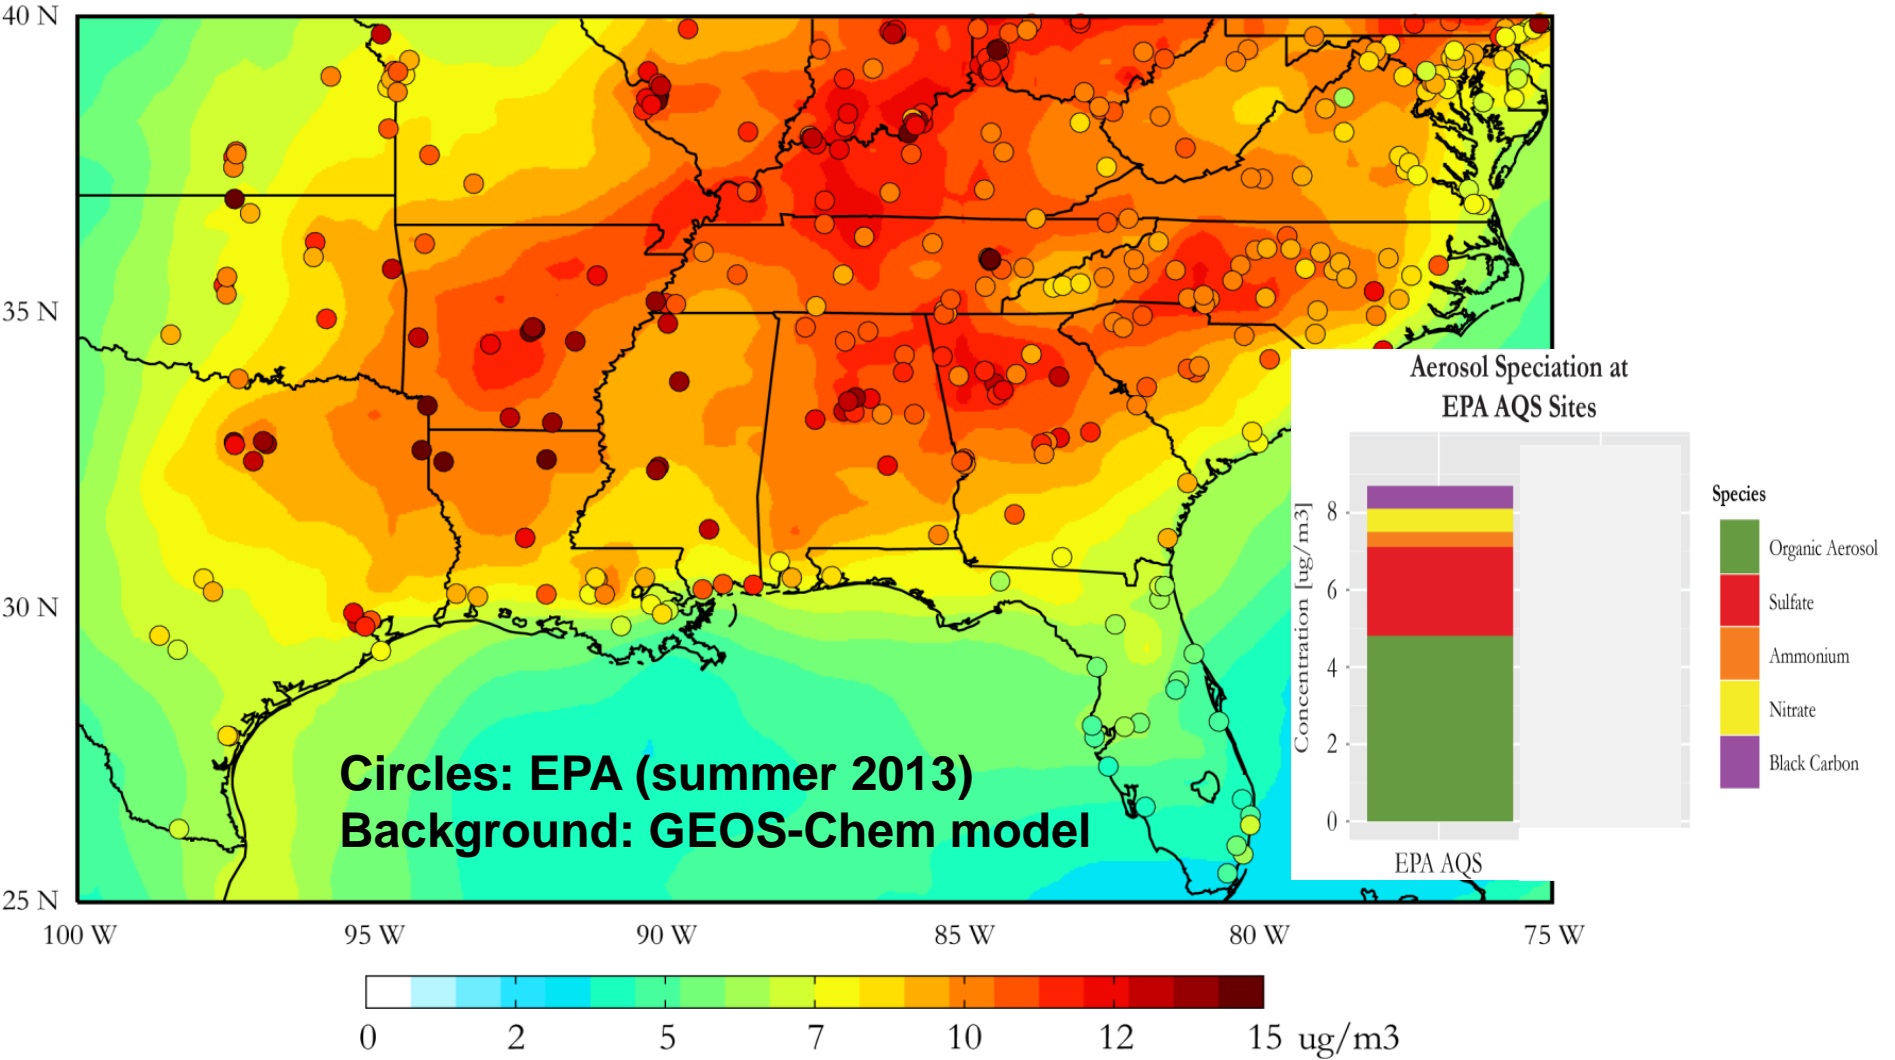 40 N
35 N
30 N
25 N
100 W
95 W
90 W
85 W
80 W
75 W
Circles: EPA (summer 2013)
Background: GEOS-Chem model
Aerosol Speciation at
EPA AQS Sites
Concentration [ug/m3]
8
6
4
2
0
EPA AQS
Species
Organic Aerosol
Sulfate
Ammonium
Nitrate
Black Carbon
0 2 5 7 10 12 15 ug/m3